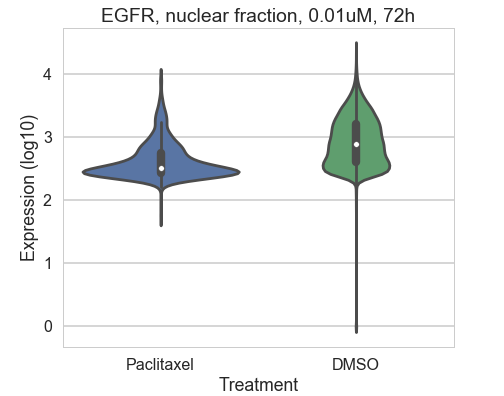 EGFR, nuclear fraction, 0.01uM, 72h
Expression (log10)
4
3
2
1
0
Paclitaxel DMSO
Treatment